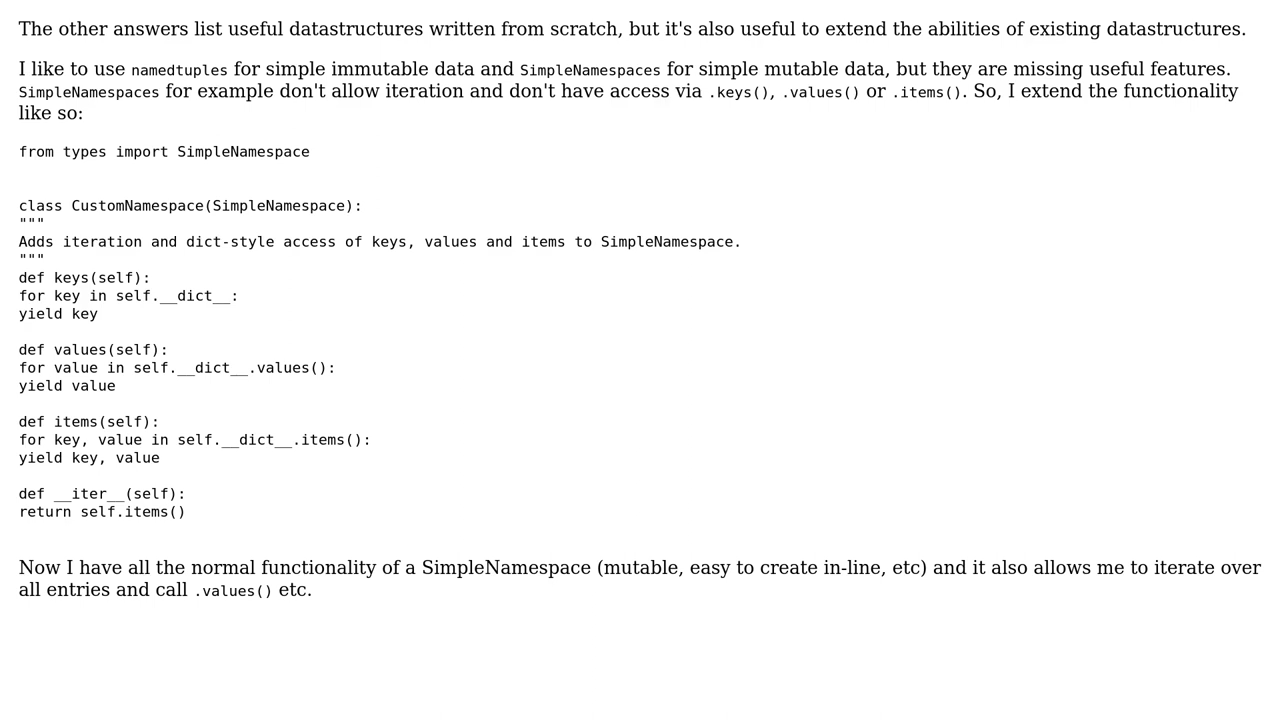 The other answers list useful datastructures written from scratch, but it's also useful to extend the abilities of existing datastructures.
I like to use namedtuples for simple immutable data and SimpleNamespaces for simple mutable data, but they are missing useful features.
SimpleNamespaces for example don't allow iteration and don't have access via .keys(), .values() or .items(). So, I extend the functionality
like so:
from types import SimpleNamespace
class CustomNamespace(SimpleNamespace):
"""
Adds iteration and dict-style access of keys, values and items to SimpleNamespace.
"""
def keys(self):
for key in self.__dict__:
yield key
def values(self):
for value in self.__dict__.values():
yield value
def items(self):
for key, value in self.__dict__.items():
yield key, value
def __iter__(self):
return self.items()
Now I have all the normal functionality of a SimpleNamespace (mutable, easy to create in-line, etc) and it also allows me to iterate over
all entries and call .values() etc.